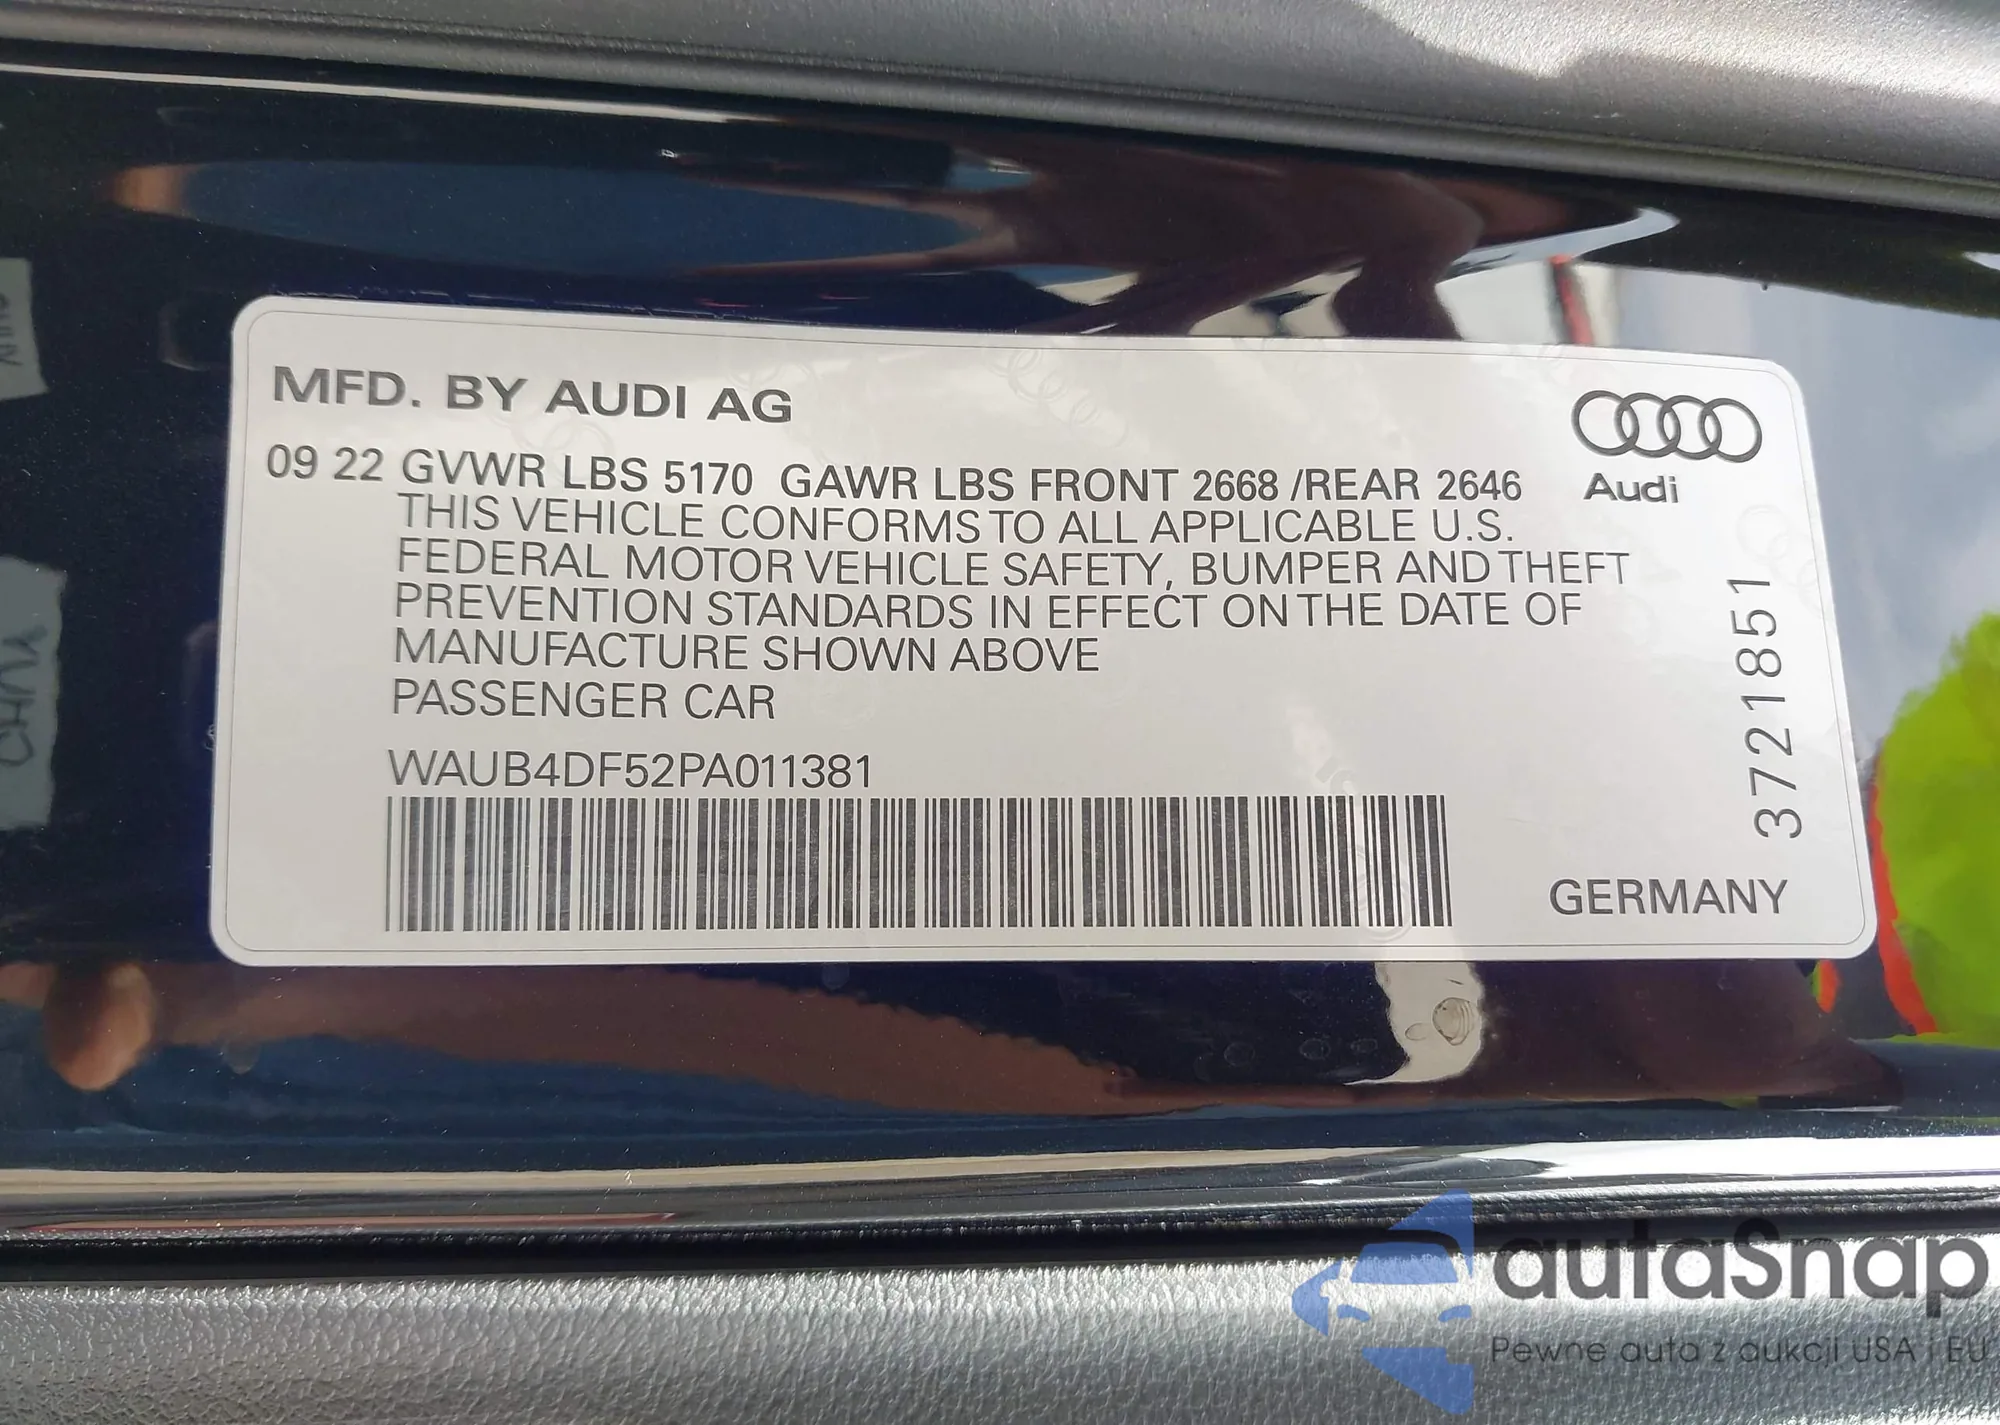 MFD. BY AUDI AG
09 22 GVWR LBS 5170 GAWR LBS FRONT 2668 /REAR 2646
THIS VEHICLE CONFORMS TO ALL APPLICABLE U.S.
FEDERAL MOTOR VEHICLE SAFETY, BUMPER AND THEFT
PREVENTION STANDARDS IN EFFECT ON THE DATE OF
MANUFACTURE SHOWN ABOVE
PASSENGER CAR
WAUB4DF52PA011381
Audi
3721851
GERMANY
autaSnap
Pewne auta z aukcji USA i EU